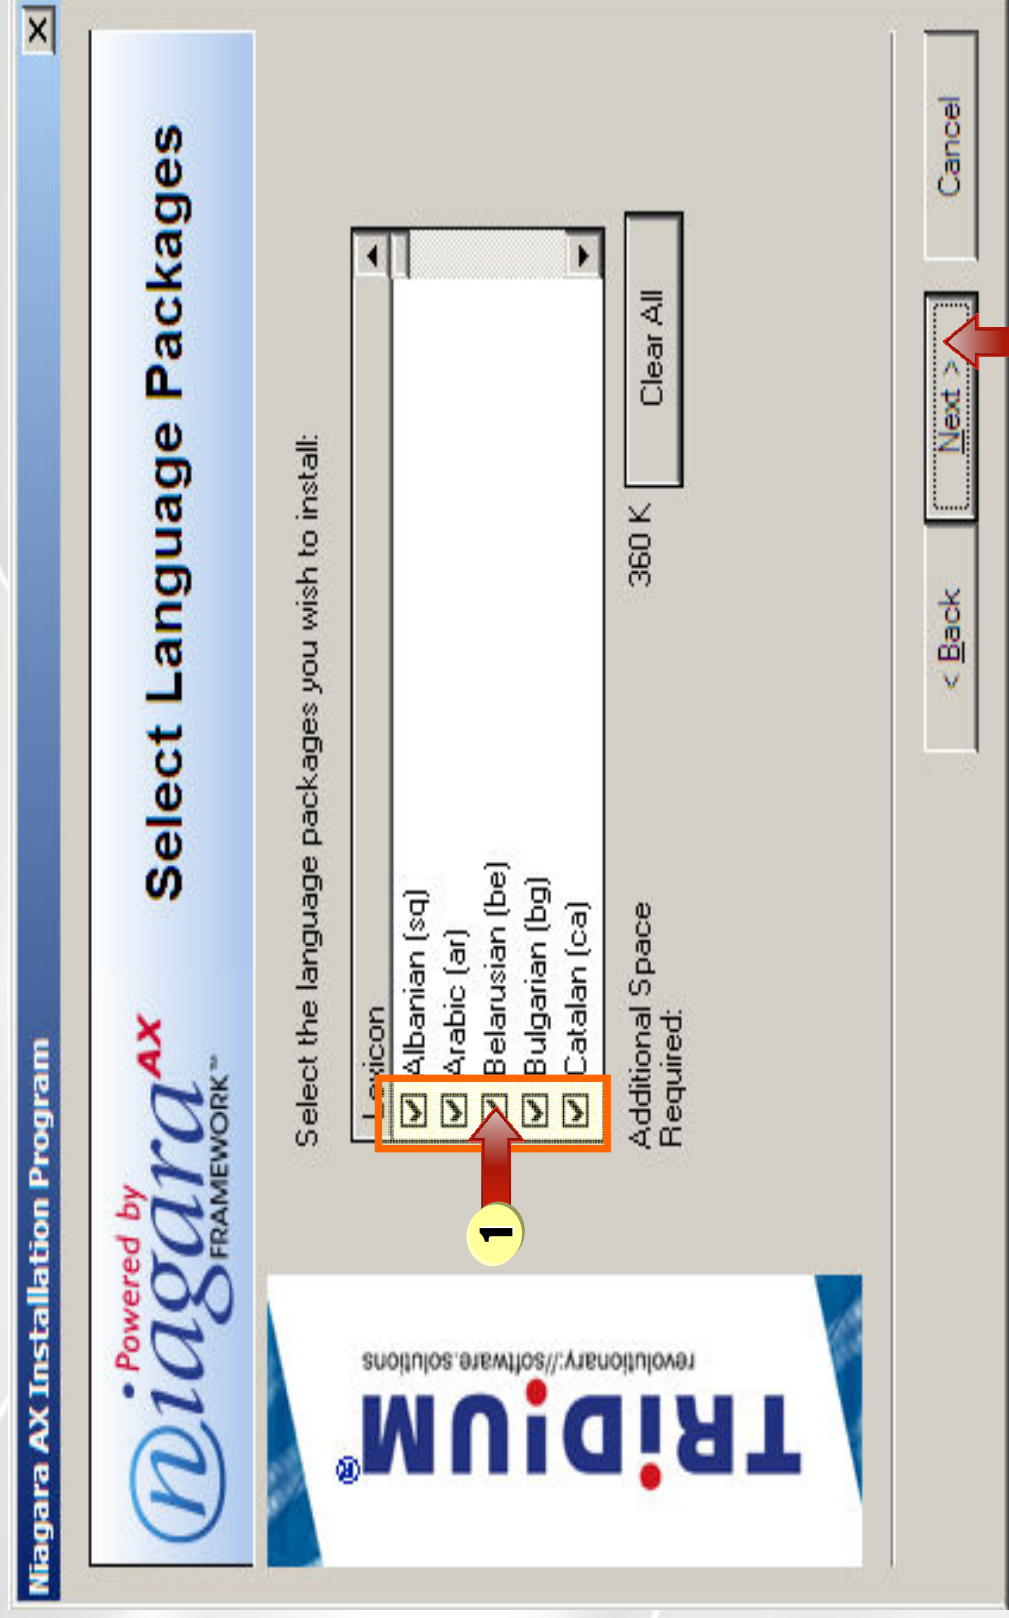 Niagara AX Installation Program
Powered by
niagara AX
FRAMEWORK™
Select Language Packages
Select the language packages you wish to install:
Lexicon
Albanian (sq)
Arabic (ar)
Belarusian (be)
Bulgarian (bg)
Catalan (ca)
1
Additional Space
Required:
360 K
Clear All
TRiDiUM®
revolutionary://software.solutions
< Back
Next >
Cancel